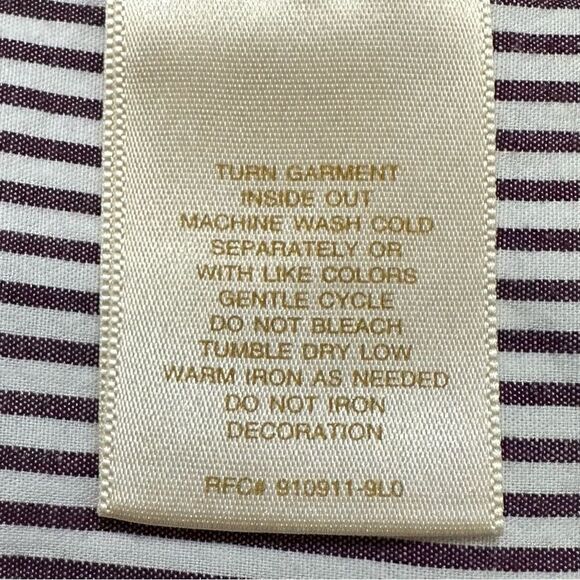 TURN GARMENT
INSIDE OUT
MACHINE WASH COLD
SEPARATELY OR
WITH LIKE COLORS
GENTLE CYCLE
DO NOT BLEACH
TUMBLE DRY LOW
WARM IRON AS NEEDED
DO NOT IRON
DECORATION
RFC# 910911-9L0